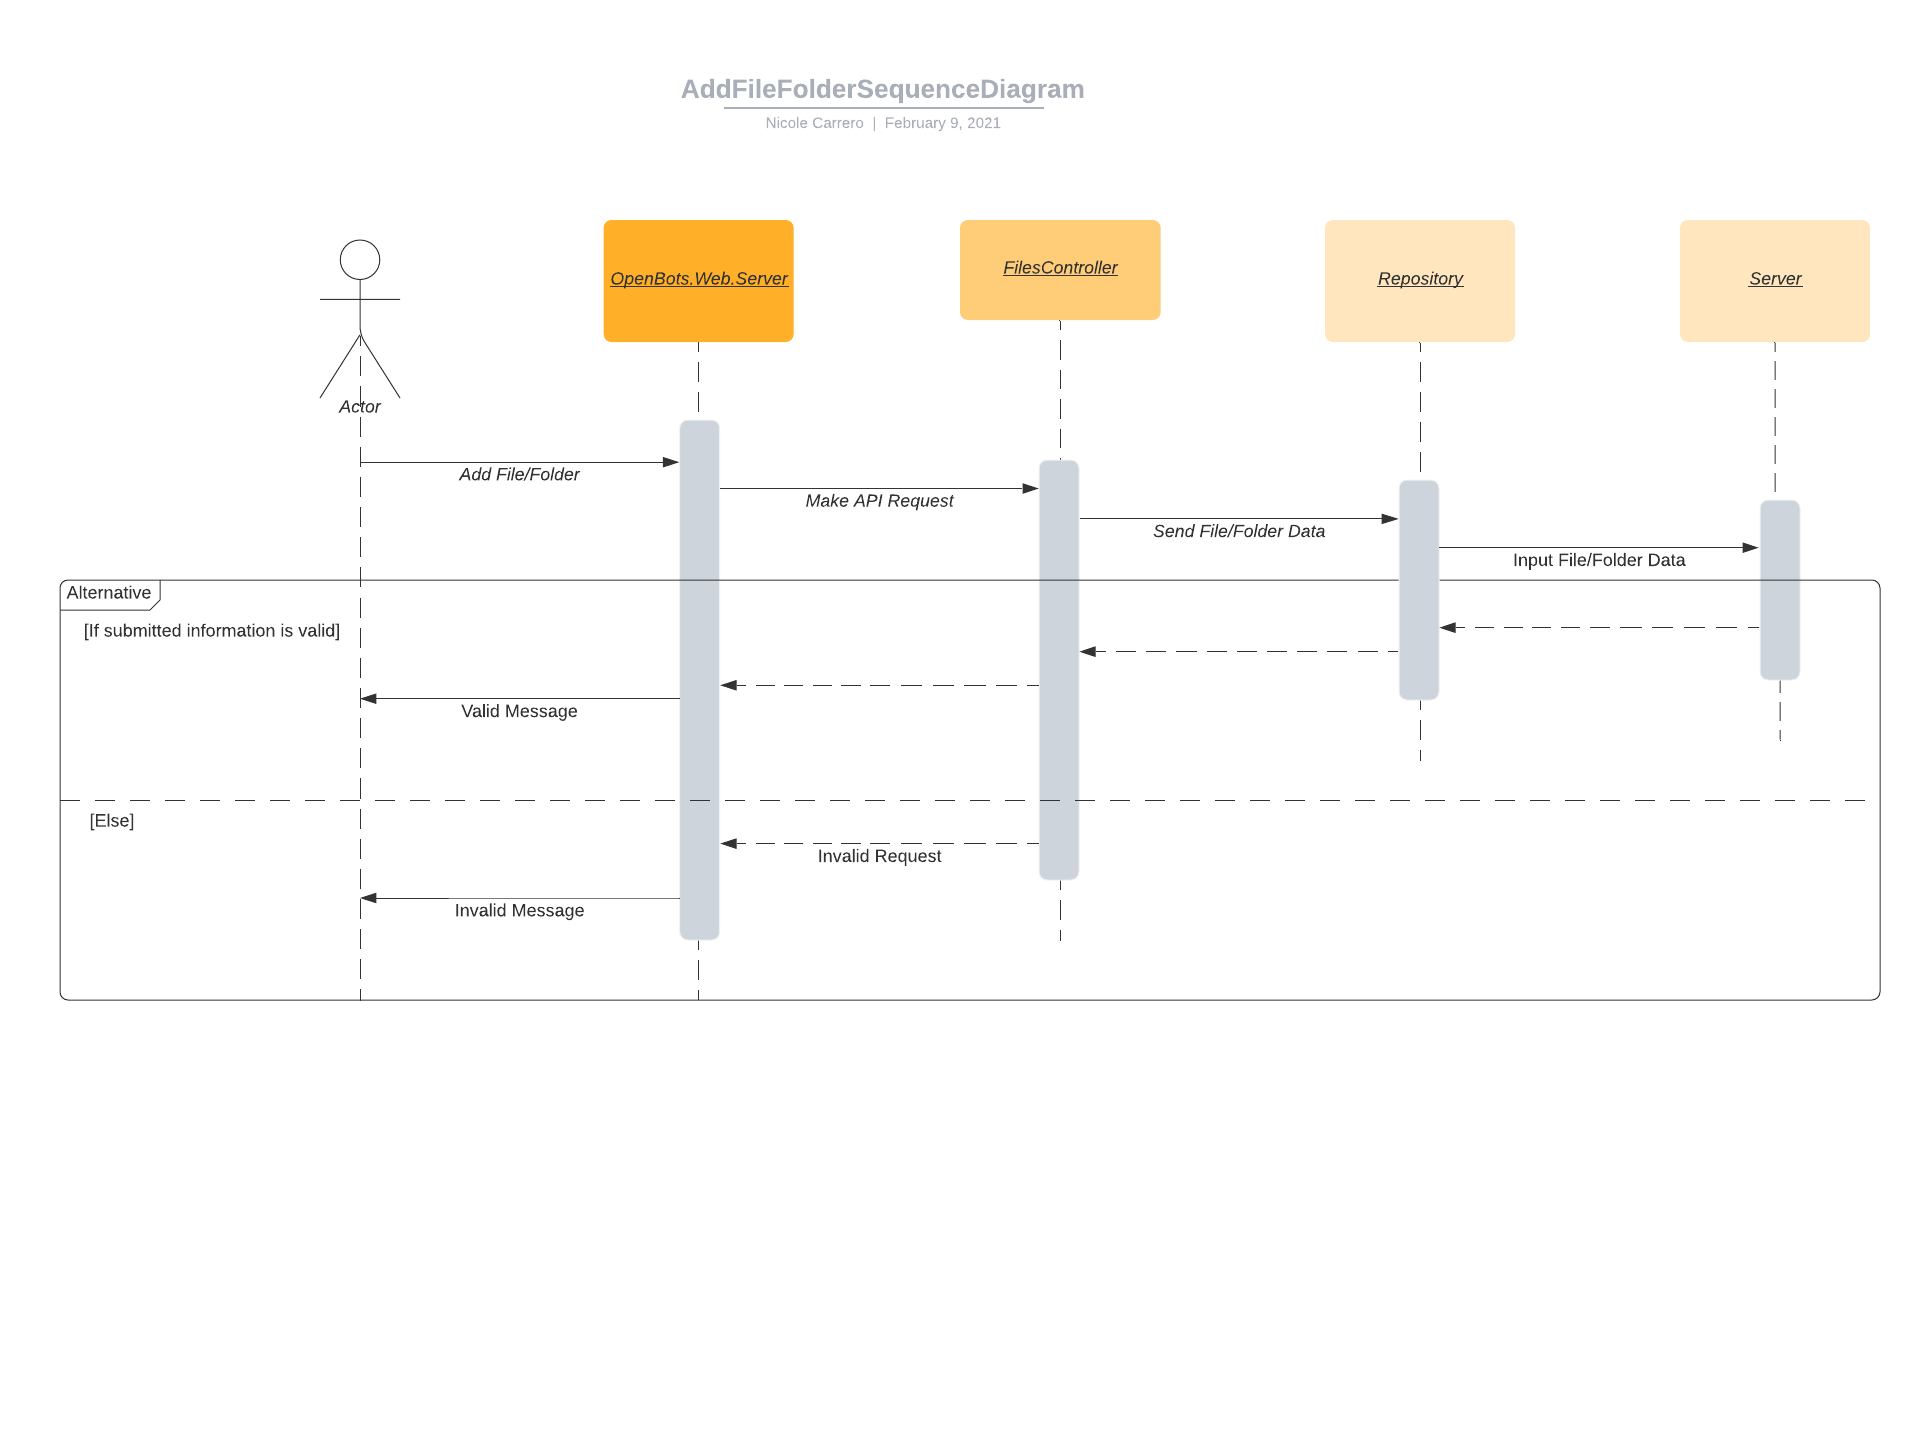 AddFileFolderSequenceDiagram
Nicole Carrero | February 9, 2021
OpenBots.Web.Server
FilesController
Repository
Server
Actor
Add File/Folder
Make API Request
Send File/Folder Data
Input File/Folder Data
Alternative
[If submitted information is valid]
Valid Message
[Else]
Invalid Request
Invalid Message